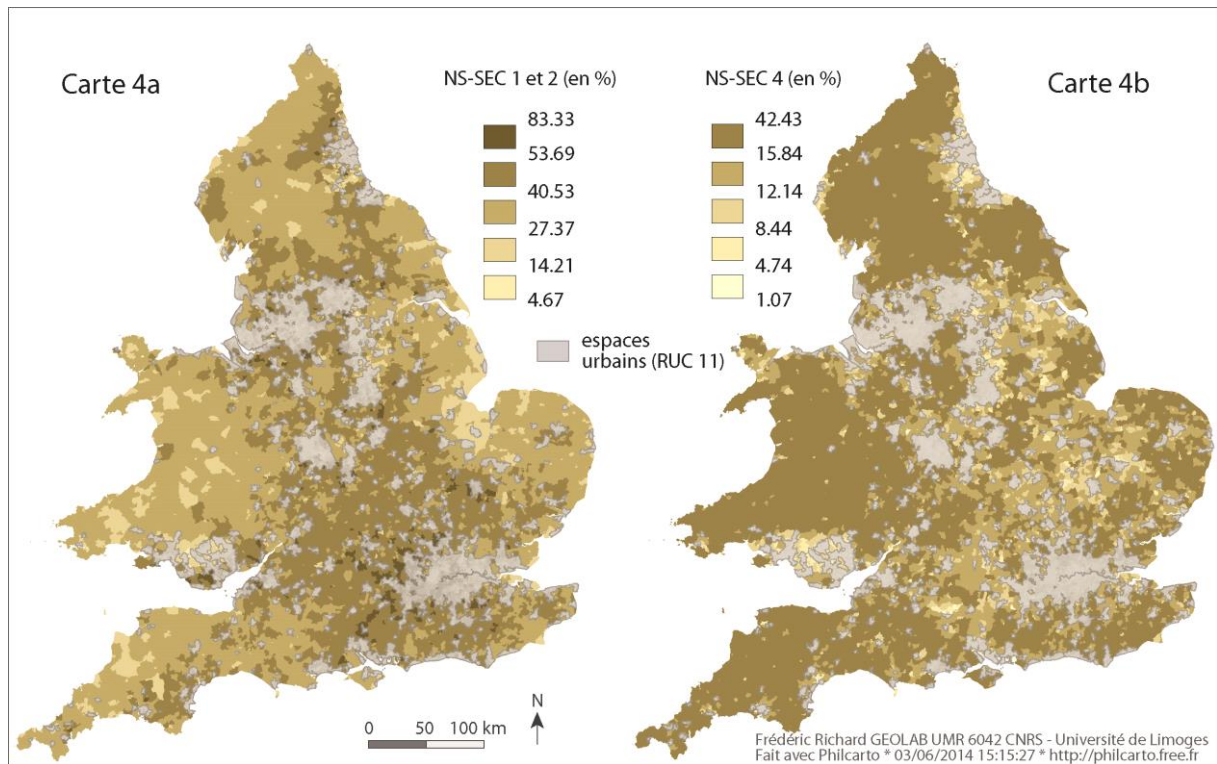 Carte 4a
NS-SEC 1 et 2 (en %)
83.33
53.69
40.53
27.37
14.21
4.67
NS-SEC 4 (en %)
42.43
15.84
12.14
8.44
4.74
1.07
Carte 4b
espaces
urbains (RUC 11)
N
0 50 100 km
Frédéric Richard GEOLAB UMR 6042 CNRS - Université de Limoges
Fait avec Philcarto * 03/06/2014 15:15:27 * http://philcarto.free.fr